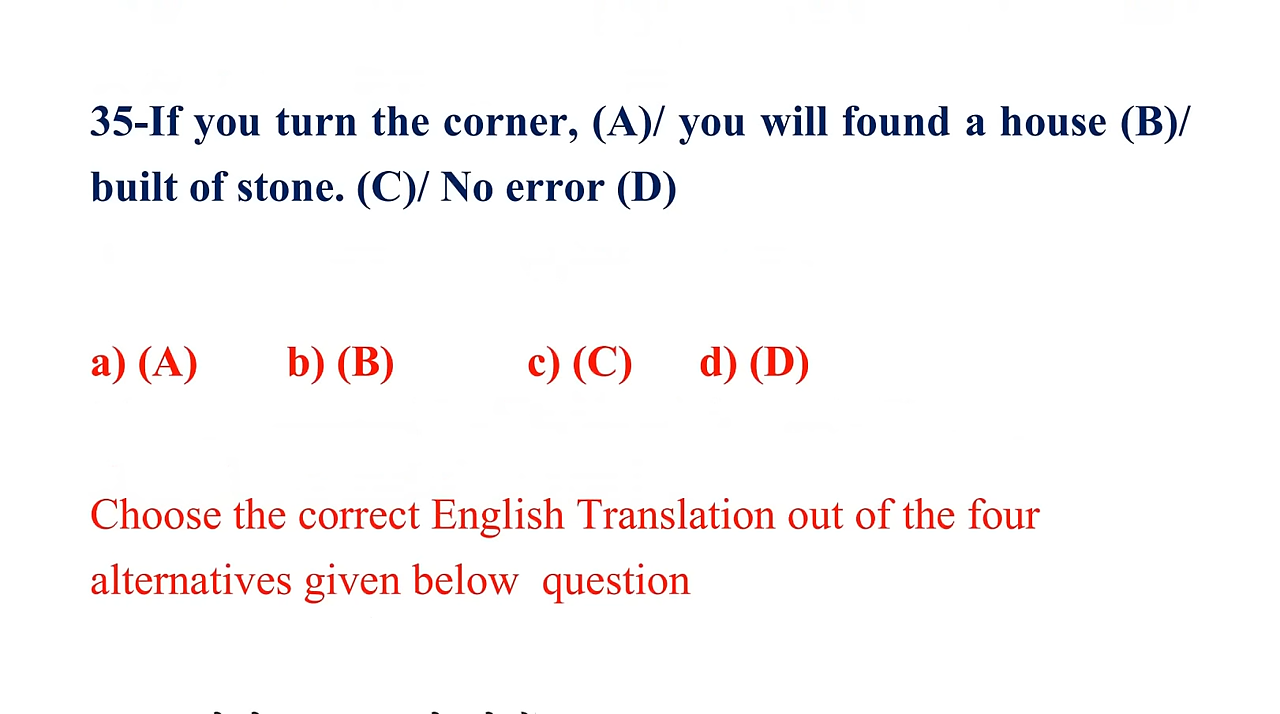 35-If you turn the corner, (A)/ you will found a house (B)/
built of stone. (C)/ No error (D)
a) (A) b) (B) c) (C) d) (D)
Choose the correct English Translation out of the four
alternatives given below question